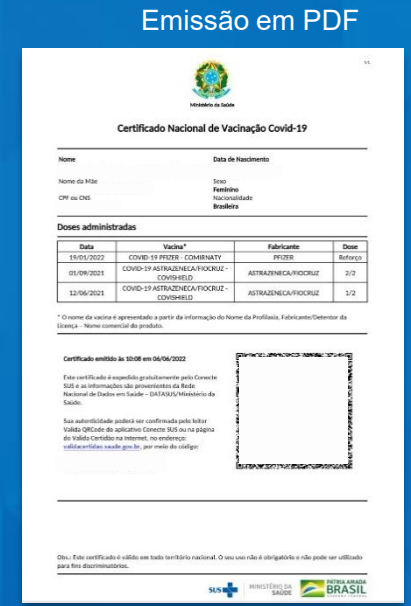 Emissão em PDF
1/1
Ministério da Saúde
Certificado Nacional de Vacinação Covid-19
Nome Data de Nascimento
Nome da Mãe Sexo
Feminino
CPF ou CNS Nacionalidade
Brasileira
Doses administradas
Data Vacina* Fabricante Dose
19/01/2022 COVID-19 PFIZER - COMIRNATY PFIZER Reforço
01/09/2021 COVID-19 ASTRAZENECA/FIOCRUZ - COVISHIELD ASTRAZENECA/FIOCRUZ 2/2
12/06/2021 COVID-19 ASTRAZENECA/FIOCRUZ - COVISHIELD ASTRAZENECA/FIOCRUZ 1/2
* O nome da vacina é apresentado a partir da informação do Nome da Profilaxia, Fabricante/Detentor da
Licença – Nome comercial do produto.
Certificado emitido às 10:08 em 06/06/2022
Este certificado é expedido gratuitamente pelo Conecte
SUS e as informações são provenientes da Rede
Nacional de Dados em Saúde – DATASUS/Ministério da
Saúde.
Sua autenticidade poderá ser confirmada pelo leitor
Valida QRCode do aplicativo Conecte SUS ou na página
do Valida Certidão na Internet, no endereço:
validacertidao.saude.gov.br, por meio do código:
Obs.: Este certificado é válido em todo território nacional. O seu uso não é obrigatório e não pode ser utilizado
para fins discriminatórios.
SUS MINISTÉRIO DA
SAÚDE
PÁTRIA AMADA
BRASIL